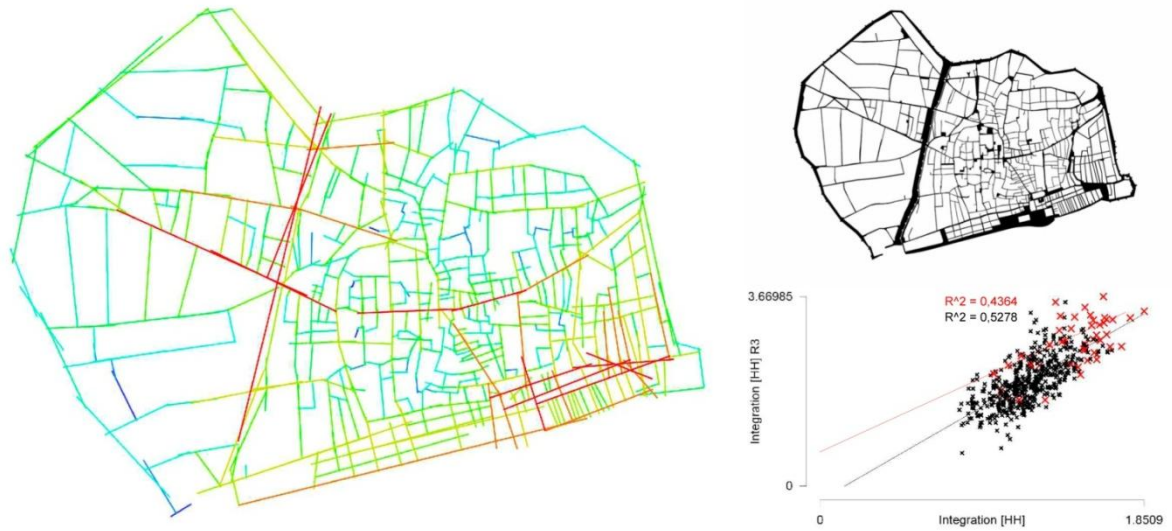 3.66985
R^2 = 0,4364
R^2 = 0,5278
Integration [HH] R3
0
0
Integration [HH]
1.8509